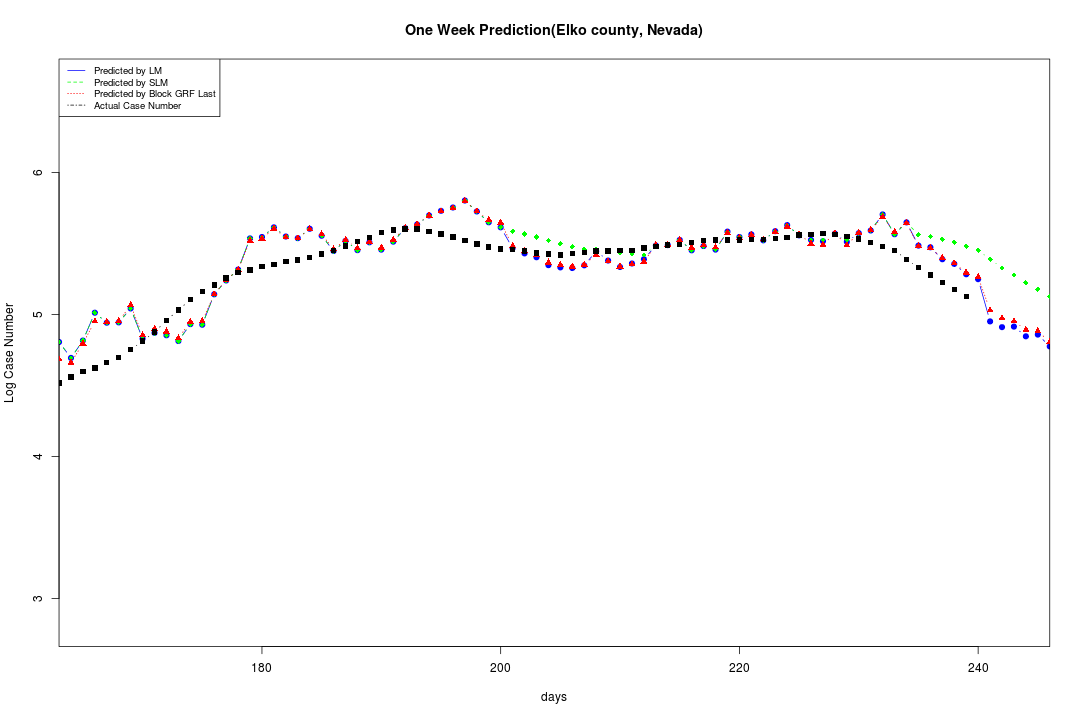 One Week Prediction(Elko county, Nevada)
Predicted by LM
Predicted by SLM
Predicted by Block GRF Last
Actual Case Number
6
5
4
3
Log Case Number
180 200 220 240
days